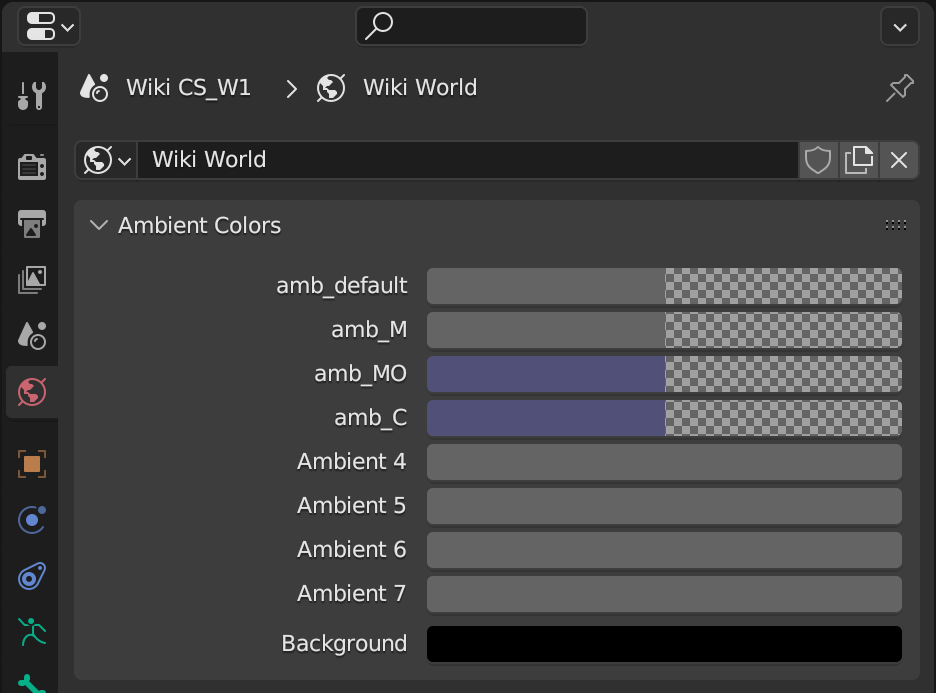 Wiki CS_W1 > Wiki World
Wiki World
Ambient Colors
amb_default
amb_M
amb_MO
amb_C
Ambient 4
Ambient 5
Ambient 6
Ambient 7
Background